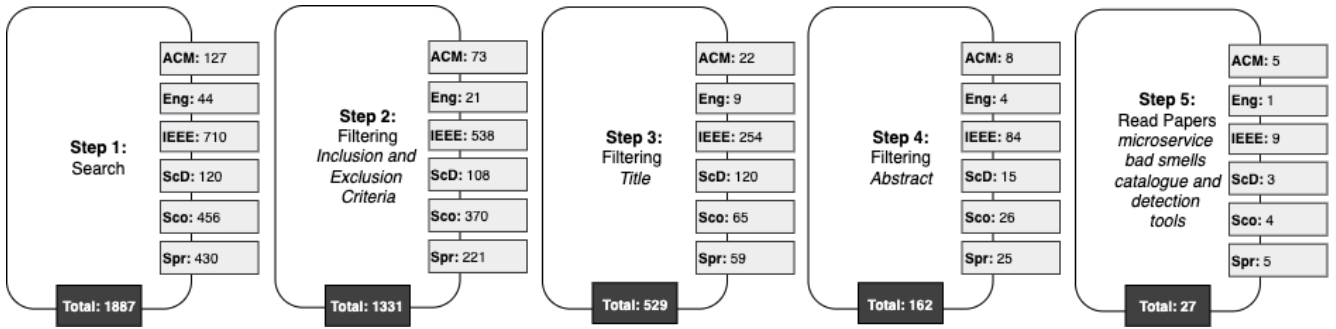 Step 1:
Search
ACM: 127
Eng: 44
IEEE: 710
ScD: 120
Sco: 456
Spr: 430
Total: 1887
Step 2:
Filtering
Inclusion and
Exclusion
Criteria
ACM: 73
Eng: 21
IEEE: 538
ScD: 108
Sco: 370
Spr: 221
Total: 1331
Step 3:
Filtering
Title
ACM: 22
Eng: 9
IEEE: 254
ScD: 120
Sco: 65
Spr: 59
Total: 529
Step 4:
Filtering
Abstract
ACM: 8
Eng: 4
IEEE: 84
ScD: 15
Sco: 26
Spr: 25
Total: 162
Step 5:
Read Papers
microservice
bad smells
catalogue and
detection
tools
ACM: 5
Eng: 1
IEEE: 9
ScD: 3
Sco: 4
Spr: 5
Total: 27